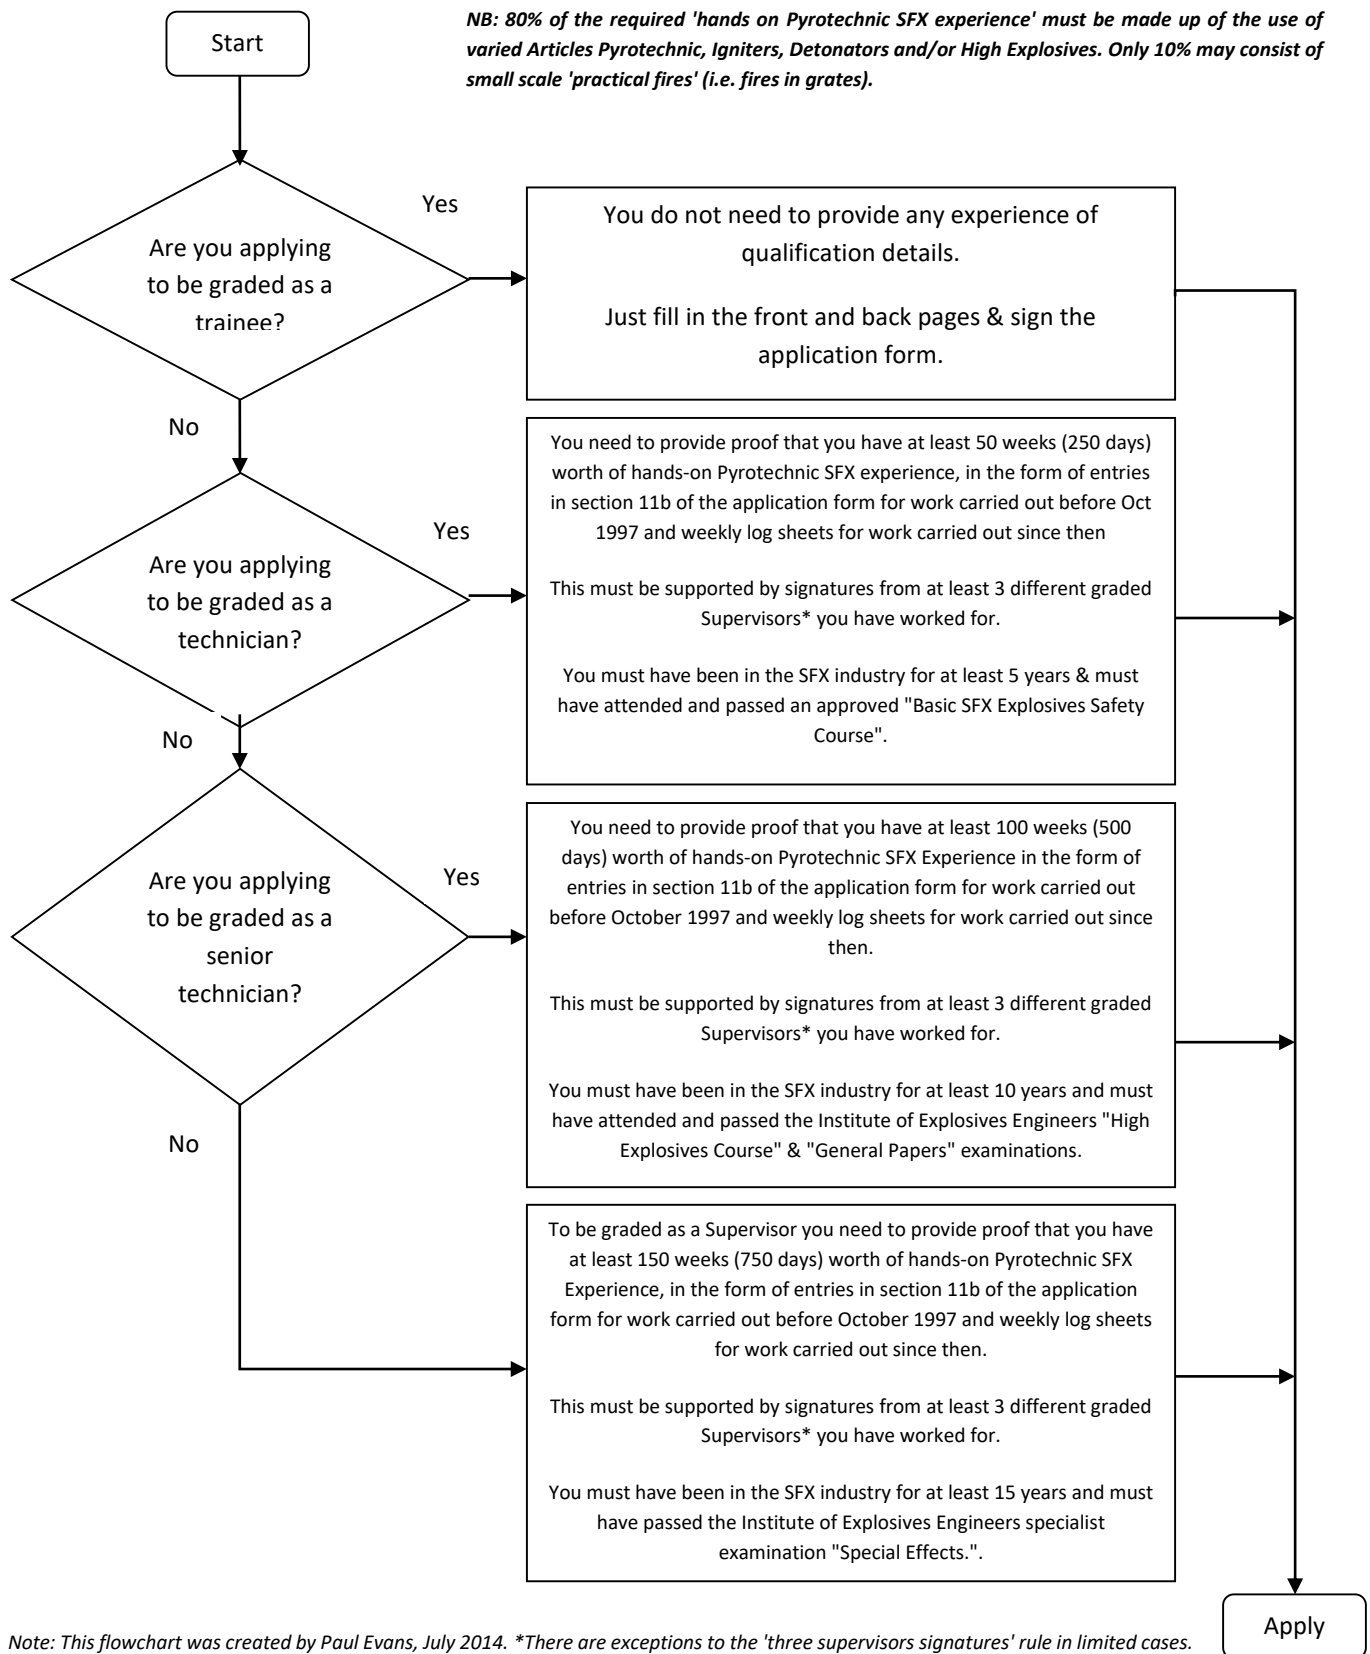 Start
NB: 80% of the required 'hands on Pyrotechnic SFX experience' must be made up of the use of
varied Articles Pyrotechnic, Igniters, Detonators and/or High Explosives. Only 10% may consist of
small scale 'practical fires' (i.e. fires in grates).
Are you applying
to be graded as a
trainee?
Yes
You do not need to provide any experience of
qualification details.
Just fill in the front and back pages & sign the
application form.
No
Are you applying
to be graded as a
technician?
Yes
You need to provide proof that you have at least 50 weeks (250 days)
worth of hands-on Pyrotechnic SFX experience, in the form of entries
in section 11b of the application form for work carried out before Oct
1997 and weekly log sheets for work carried out since then
This must be supported by signatures from at least 3 different graded
Supervisors* you have worked for.
You must have been in the SFX industry for at least 5 years & must
have attended and passed an approved "Basic SFX Explosives Safety
Course".
No
Are you applying
to be graded as a
senior
technician?
Yes
You need to provide proof that you have at least 100 weeks (500
days) worth of hands-on Pyrotechnic SFX Experience in the form of
entries in section 11b of the application form for work carried out
before October 1997 and weekly log sheets for work carried out since
then.
This must be supported by signatures from at least 3 different graded
Supervisors* you have worked for.
You must have been in the SFX industry for at least 10 years and must
have attended and passed the Institute of Explosives Engineers "High
Explosives Course" & "General Papers" examinations.
No
To be graded as a Supervisor you need to provide proof that you have
at least 150 weeks (750 days) worth of hands-on Pyrotechnic SFX
Experience, in the form of entries in section 11b of the application
form for work carried out before October 1997 and weekly log sheets
for work carried out since then.
This must be supported by signatures from at least 3 different graded
Supervisors* you have worked for.
You must have been in the SFX industry for at least 15 years and must
have passed the Institute of Explosives Engineers specialist
examination "Special Effects.".
Apply
Note: This flowchart was created by Paul Evans, July 2014. *There are exceptions to the 'three supervisors signatures' rule in limited cases.